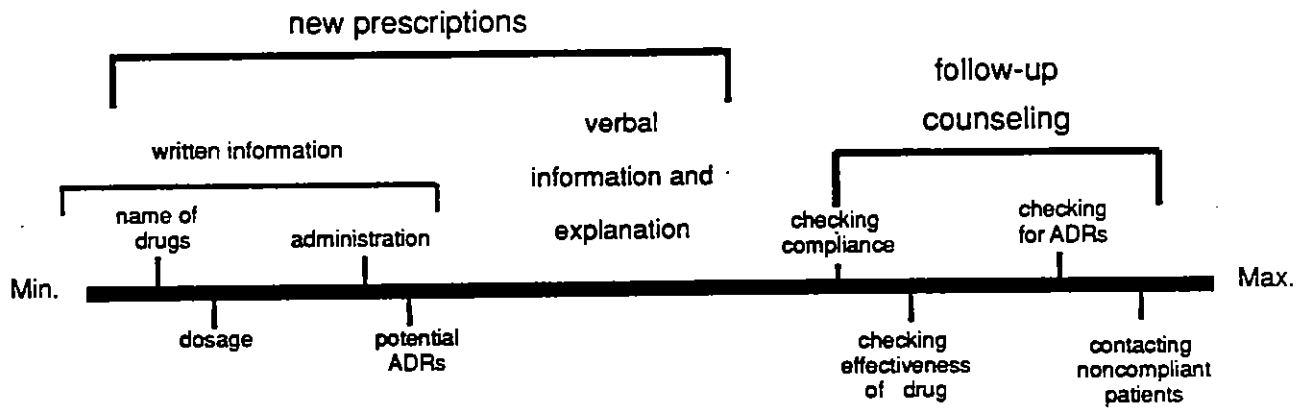 new prescriptions
follow-up
counseling
written information
verbal
information and
explanation
name of
drugs
administration
checking
compliance
checking
for ADRs
Min.
Max.
dosage
potential
ADRs
checking
effectiveness
of drug
contacting
noncompliant
patients